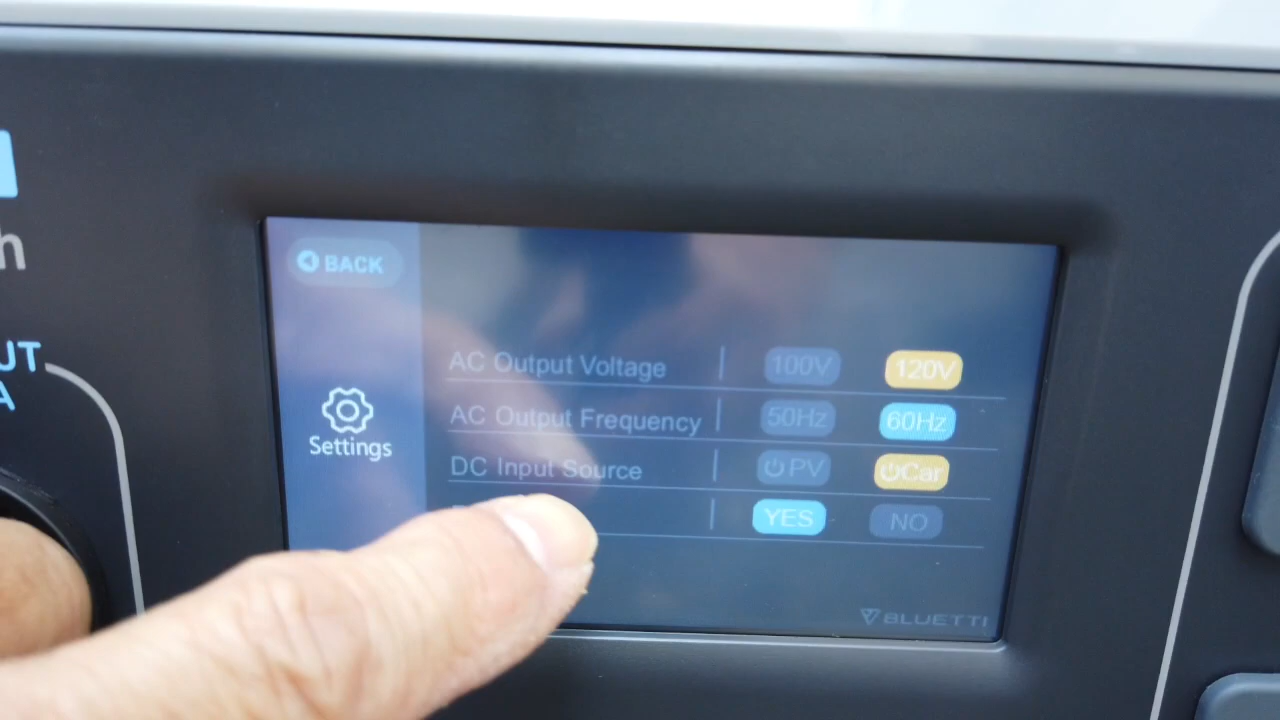 h
UT
A
BACK
Settings
AC Output Voltage 100V 120V
AC Output Frequency 50Hz 60Hz
DC Input Source PV Car
YES NO
BLUETTI